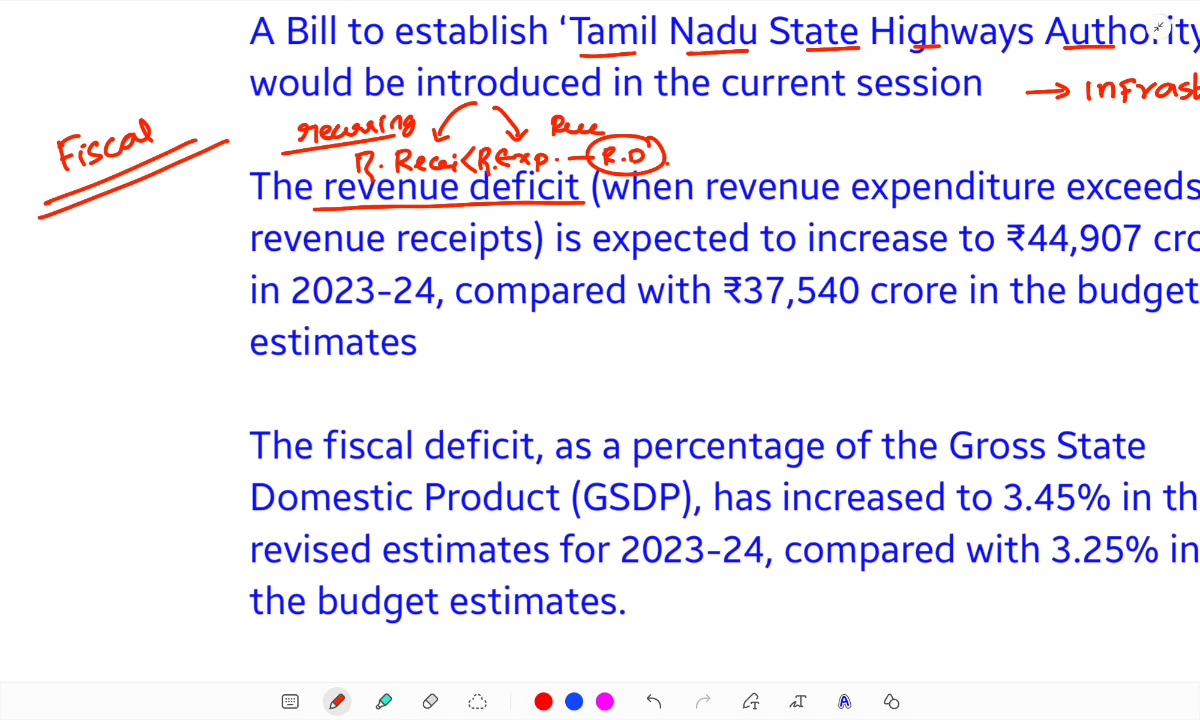 A Bill to establish ‘Tamil Nadu State Highways Authority
would be introduced in the current session
→ Infrast
Fiscal
recurring
Rec
R. Recei < R. Exp. — R.D
The revenue deficit (when revenue expenditure exceeds
revenue receipts) is expected to increase to ₹44,907 cro
in 2023-24, compared with ₹37,540 crore in the budget
estimates
The fiscal deficit, as a percentage of the Gross State
Domestic Product (GSDP), has increased to 3.45% in th
revised estimates for 2023-24, compared with 3.25% in
the budget estimates.